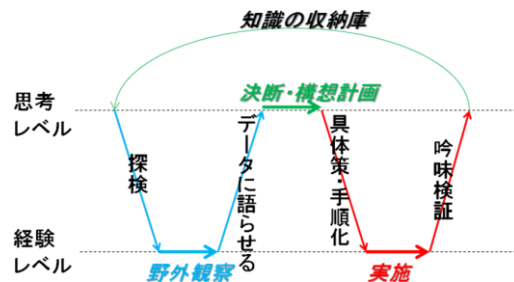 知識の収納庫
決断・構想計画
思考
レベル
探検
データに語らせる
具体策・手順化
吟味検証
経験
レベル
野外観察
実施